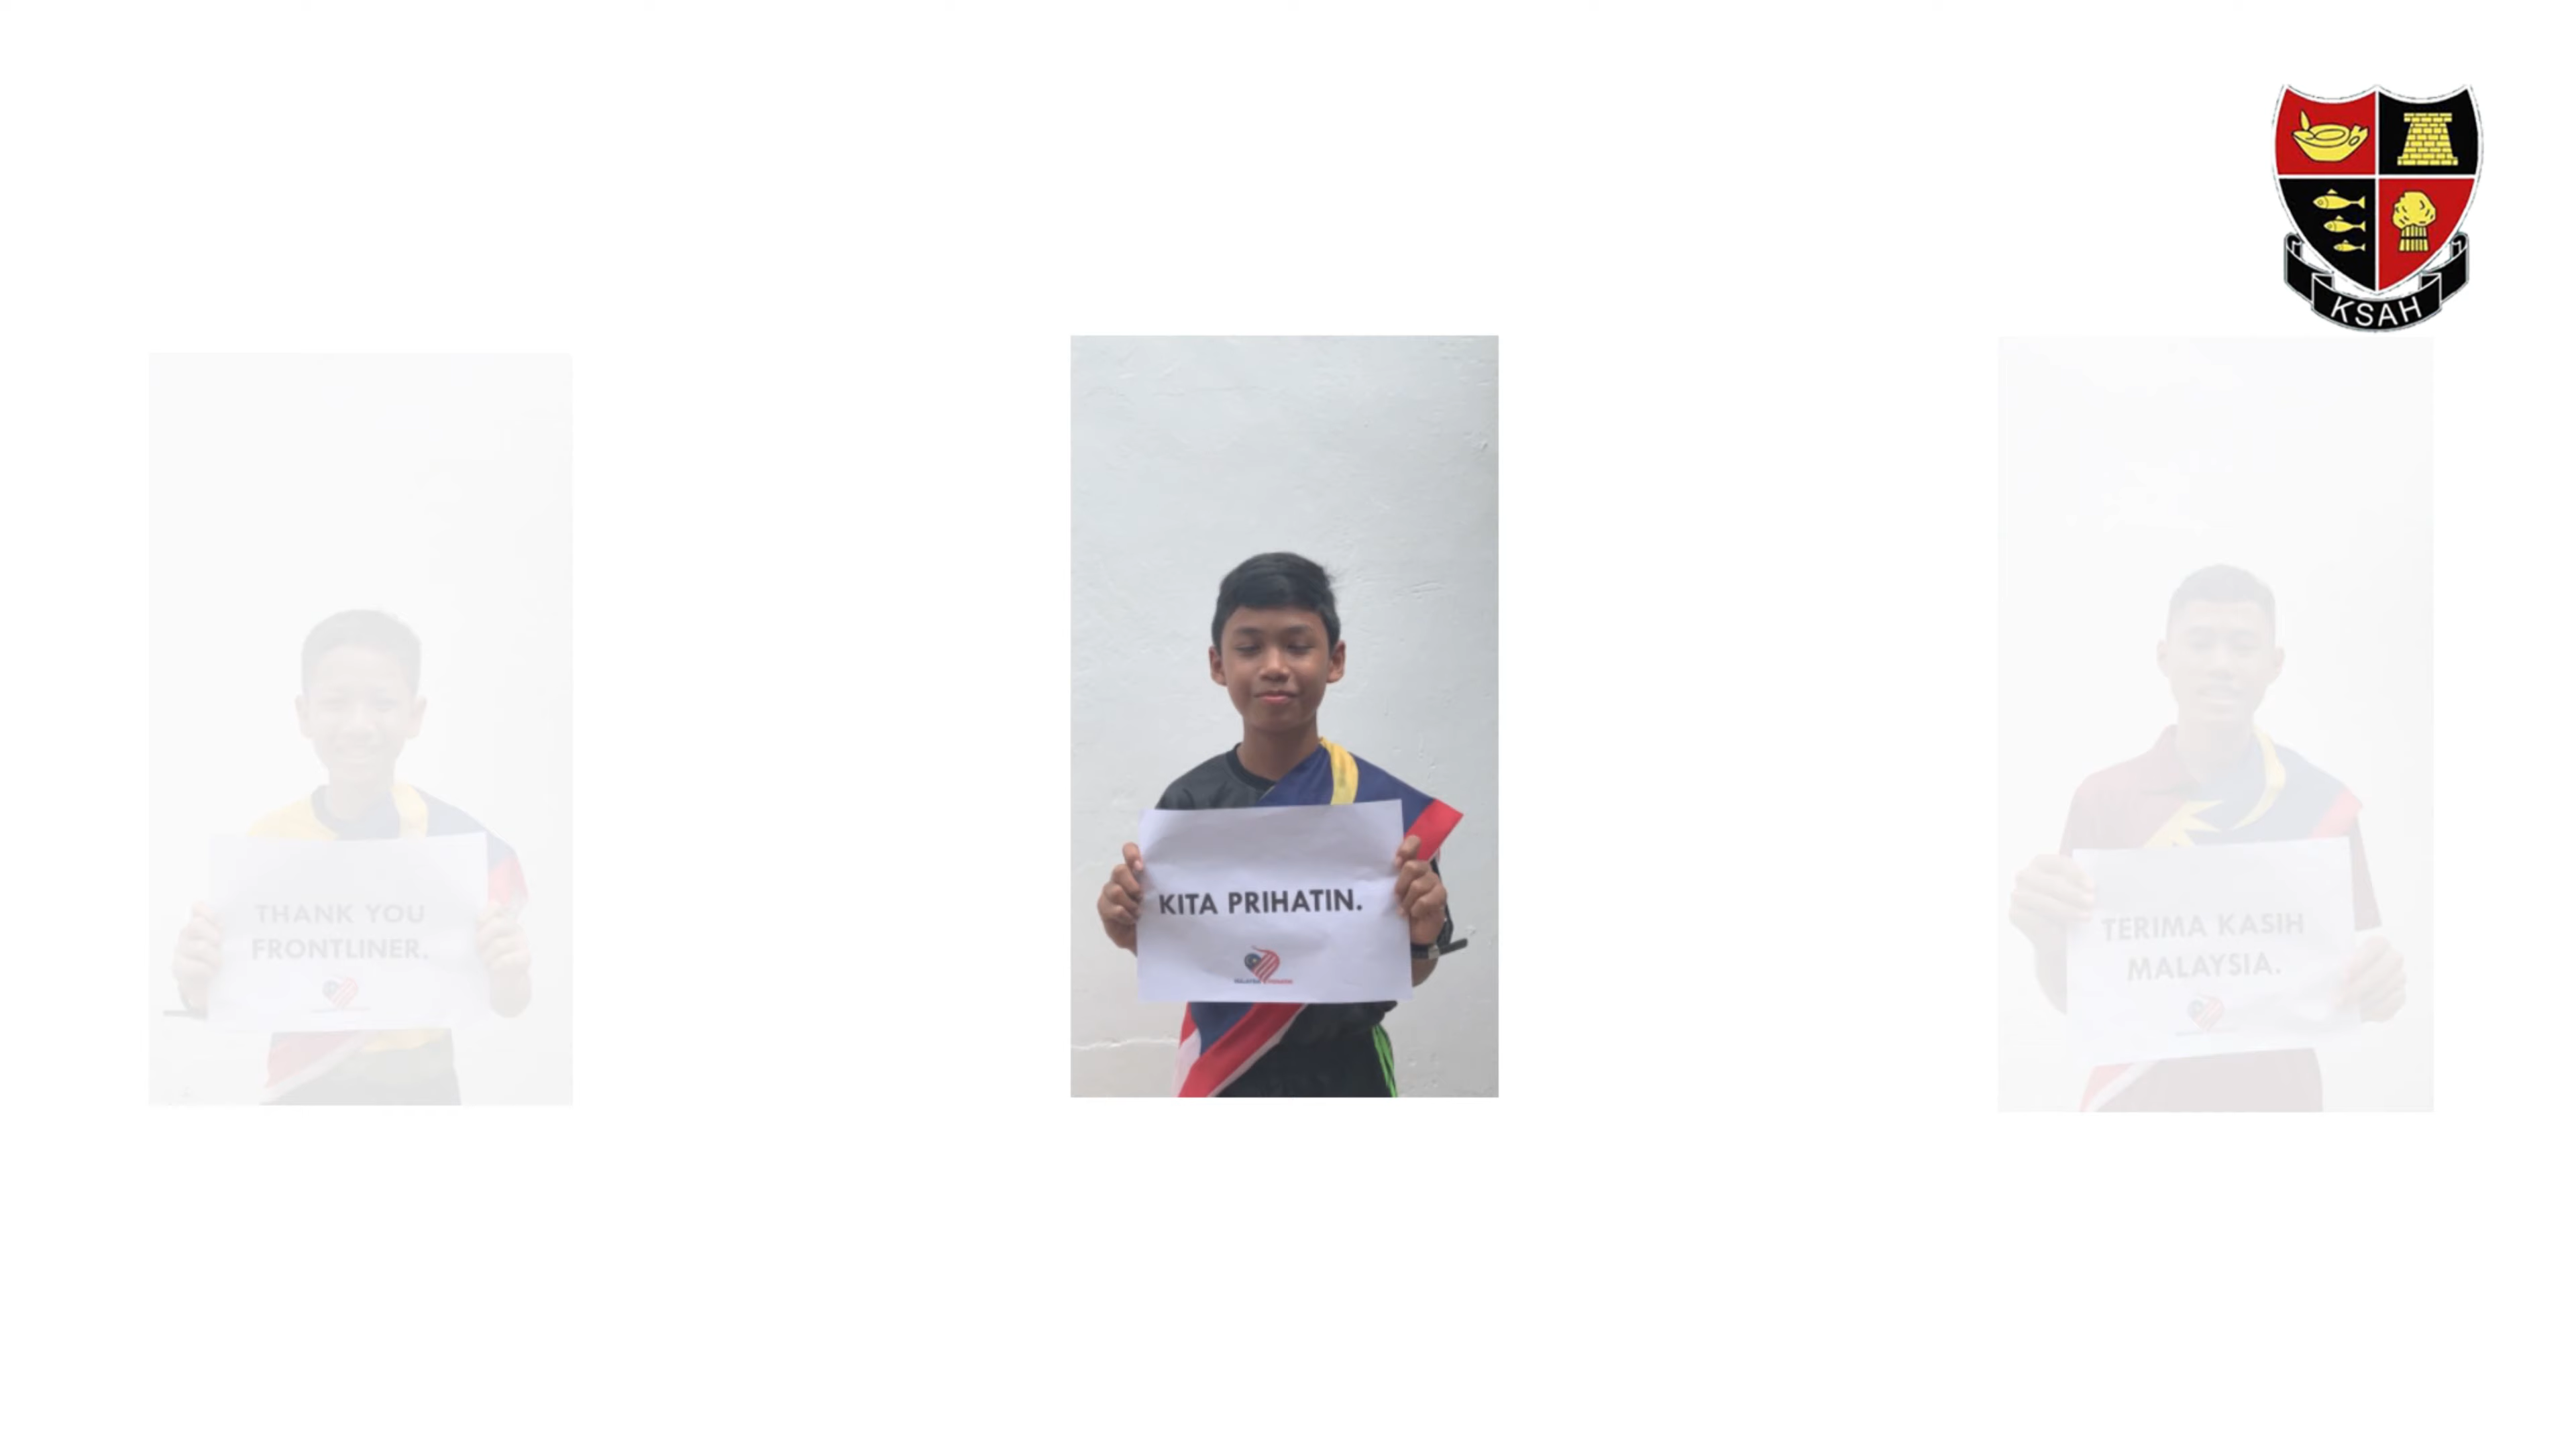 KSAH
THANK YOU
FRONTLINER.
KITA PRIHATIN.
TERIMA KASIH
MALAYSIA.